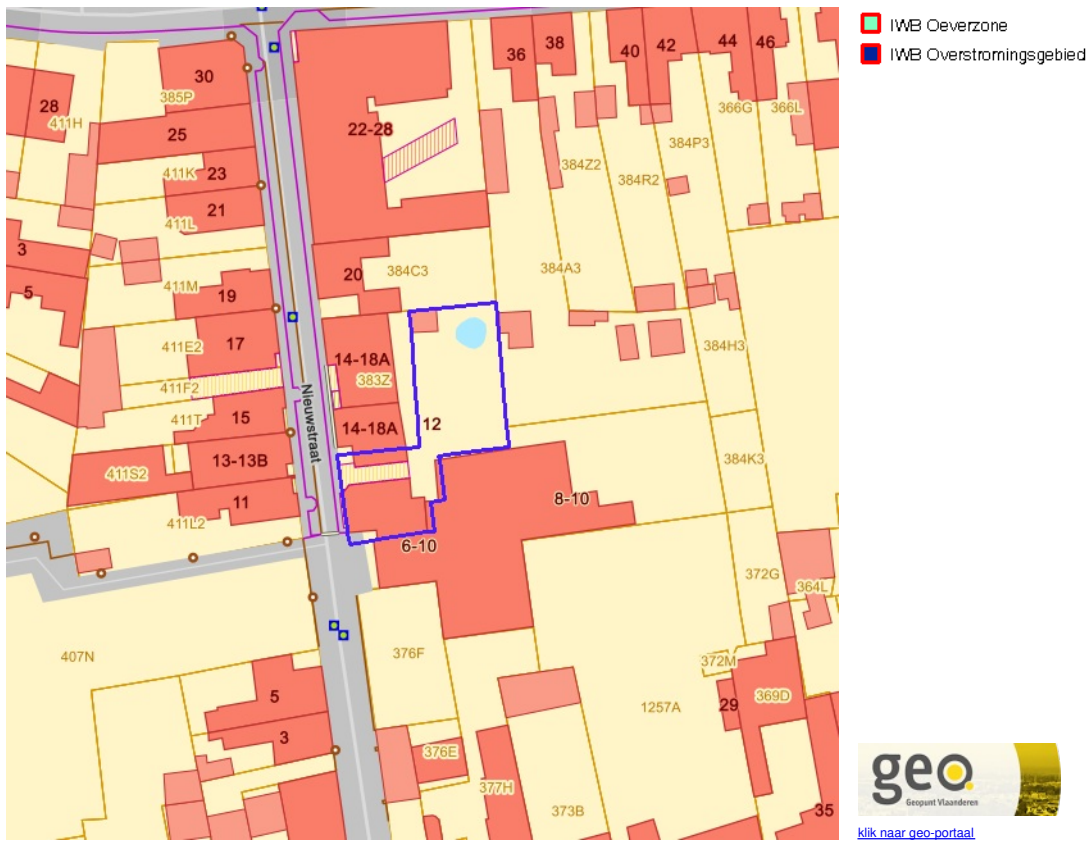 IWB Oeverzone
IWB Overstromingsgebied
36
38
40
42
44
46
30
385P
28
411H
366G
366L
25
22-28
384P3
384Z2
411K
23
384R2
21
411L
3
20
384C3
384A3
411M
5
19
17
411E2
384H3
14-18A
383Z
411F2
Nieuwstraat
411T
15
12
14-18A
13-13B
411S2
384K3
11
8-10
411L2
6-10
372G
364L
407N
376F
372M
5
29
369D
1257A
3
376E
377H
373B
35
geo.
Geopunt Vlaanderen
klik naar geo-portaal